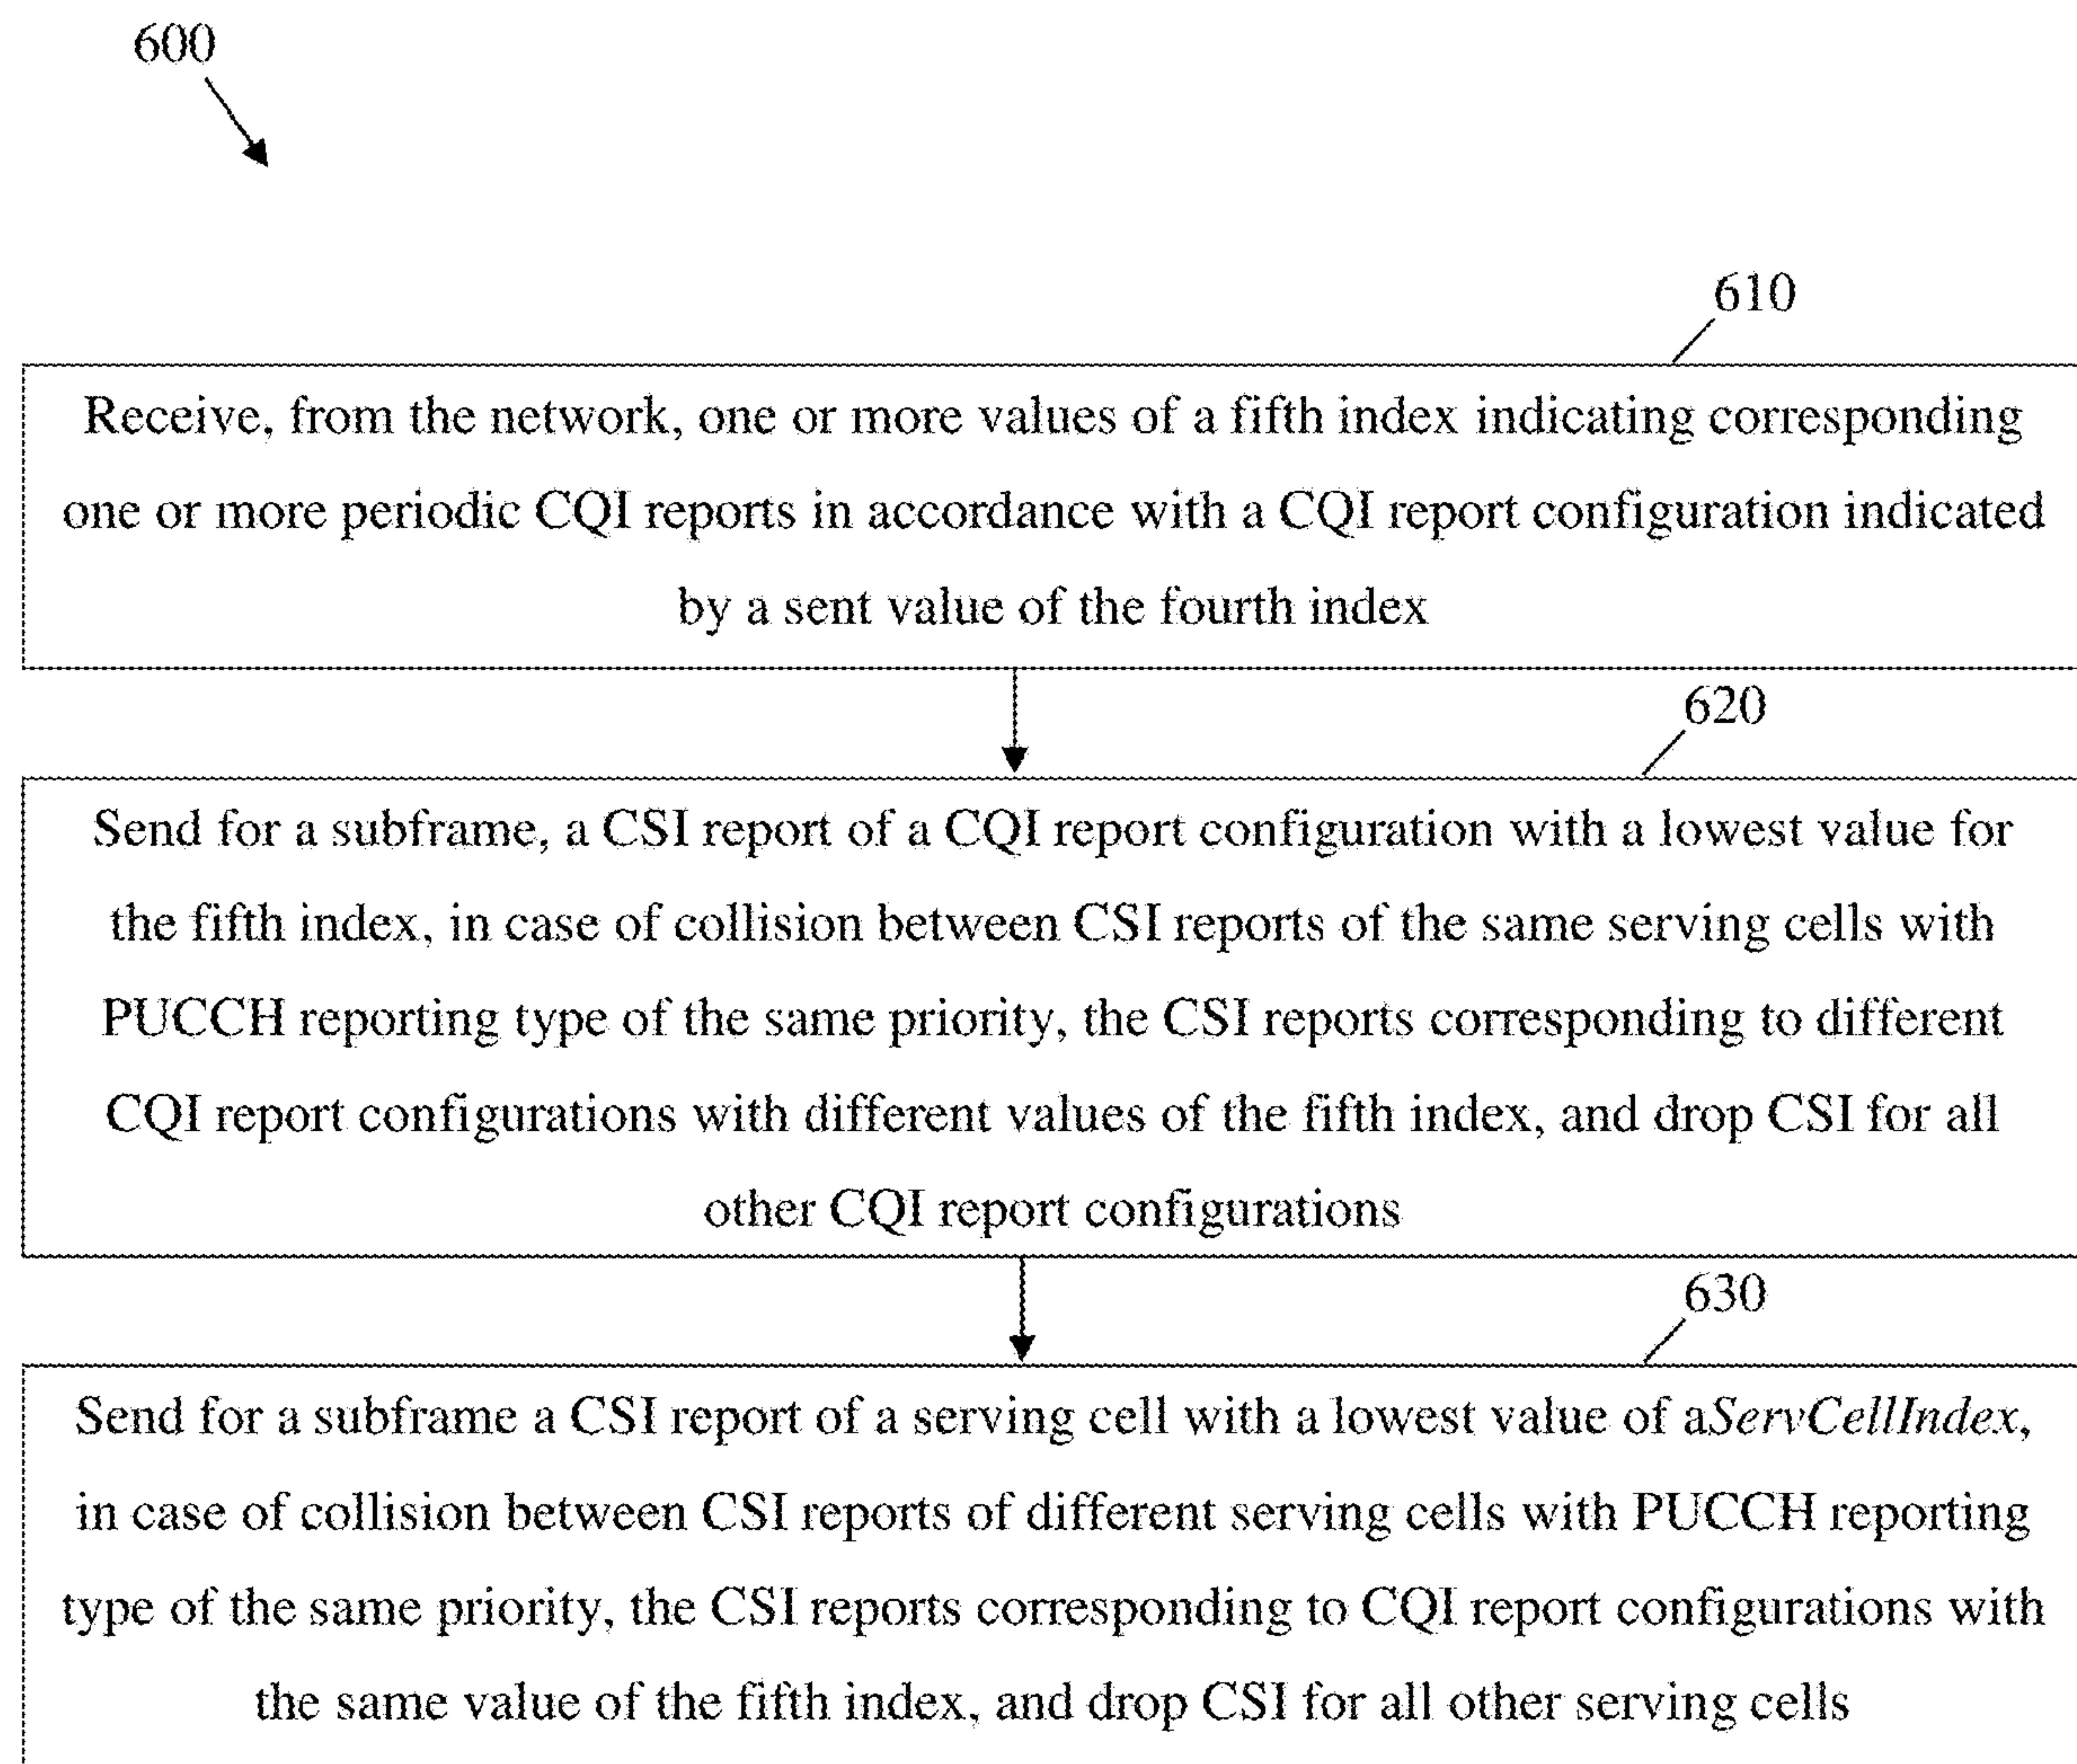 600
610
Receive, from the network, one or more values of a fifth index indicating corresponding
one or more periodic CQI reports in accordance with a CQI report configuration indicated
by a sent value of the fourth index
620
Send for a subframe, a CSI report of a CQI report configuration with a lowest value for
the fifth index, in case of collision between CSI reports of the same serving cells with
PUCCH reporting type of the same priority, the CSI reports corresponding to different
CQI report configurations with different values of the fifth index, and drop CSI for all
other CQI report configurations
630
Send for a subframe a CSI report of a serving cell with a lowest value of aServCellIndex,
in case of collision between CSI reports of different serving cells with PUCCH reporting
type of the same priority, the CSI reports corresponding to CQI report configurations with
the same value of the fifth index, and drop CSI for all other serving cells